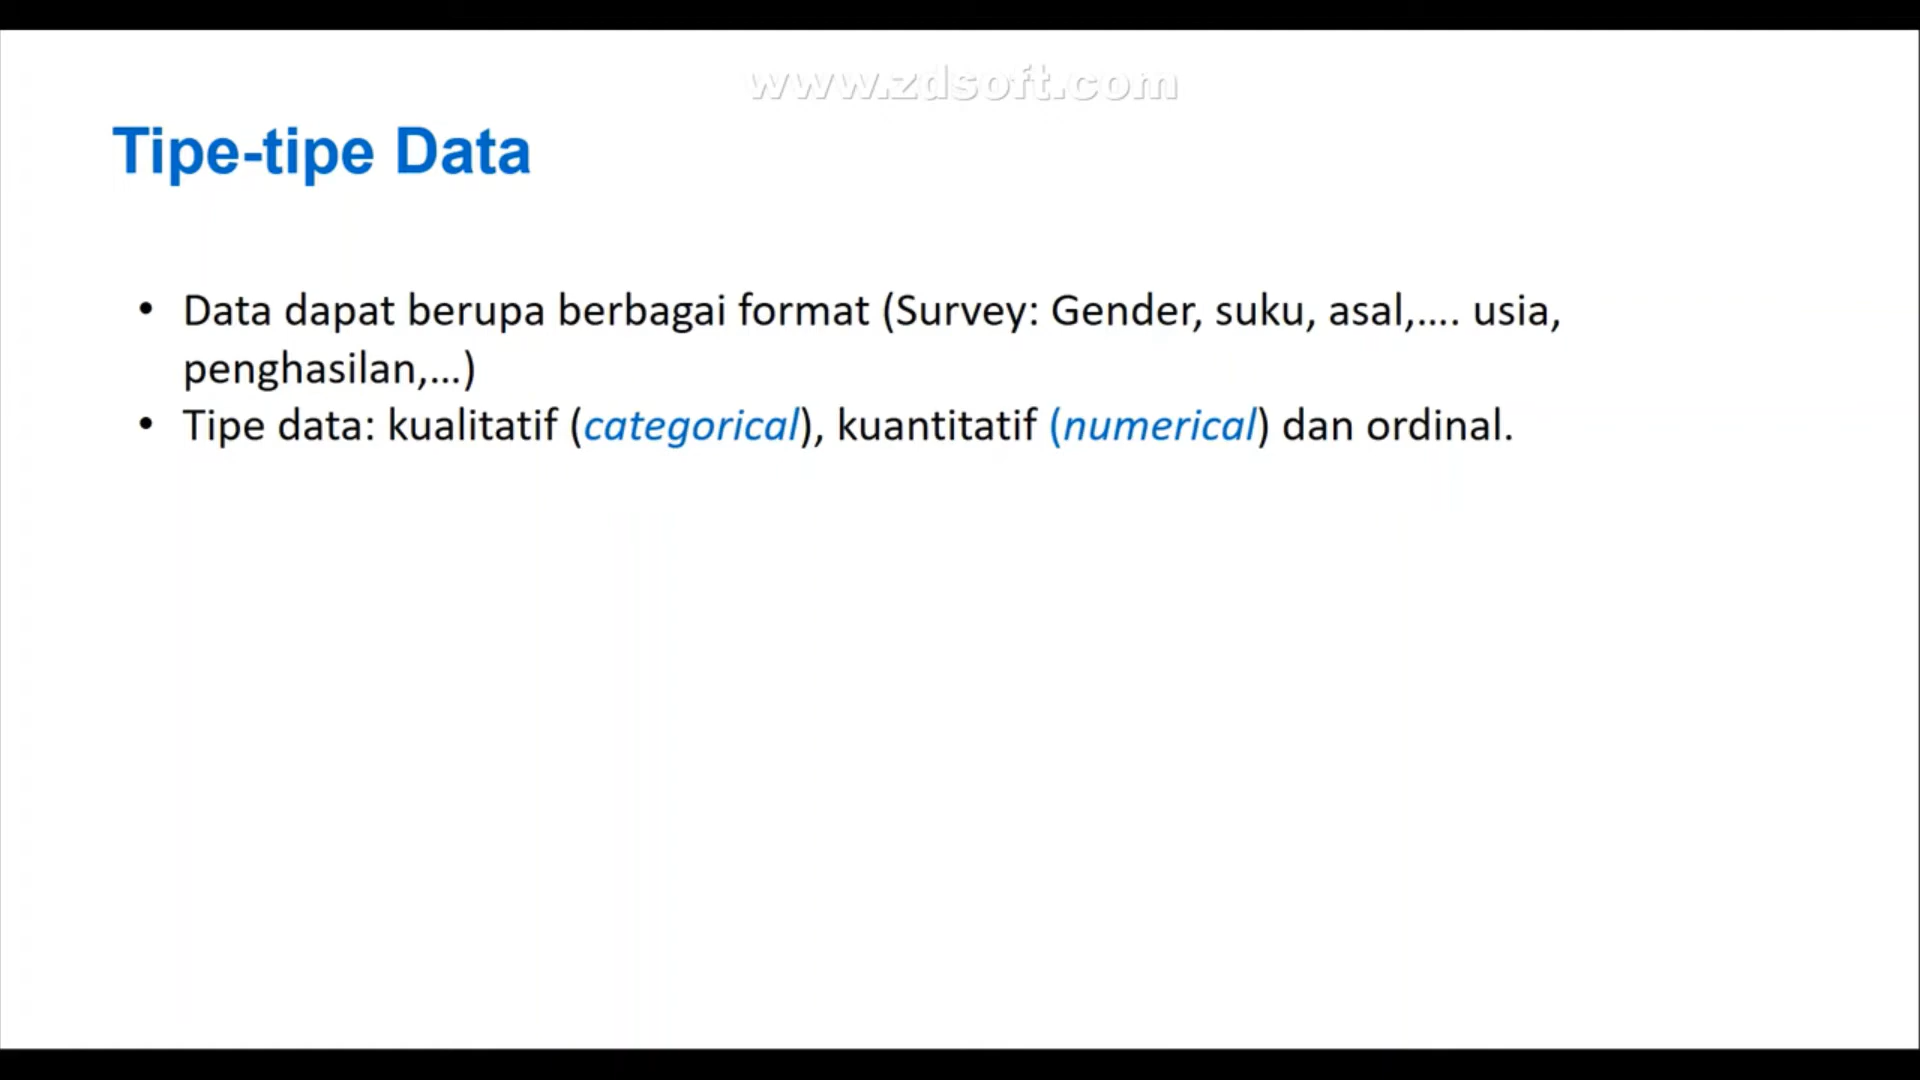 www.zdsoft.com
Tipe-tipe Data
• Data dapat berupa berbagai format (Survey: Gender, suku, asal,…. usia,
penghasilan,…)
• Tipe data: kualitatif (categorical), kuantitatif (numerical) dan ordinal.